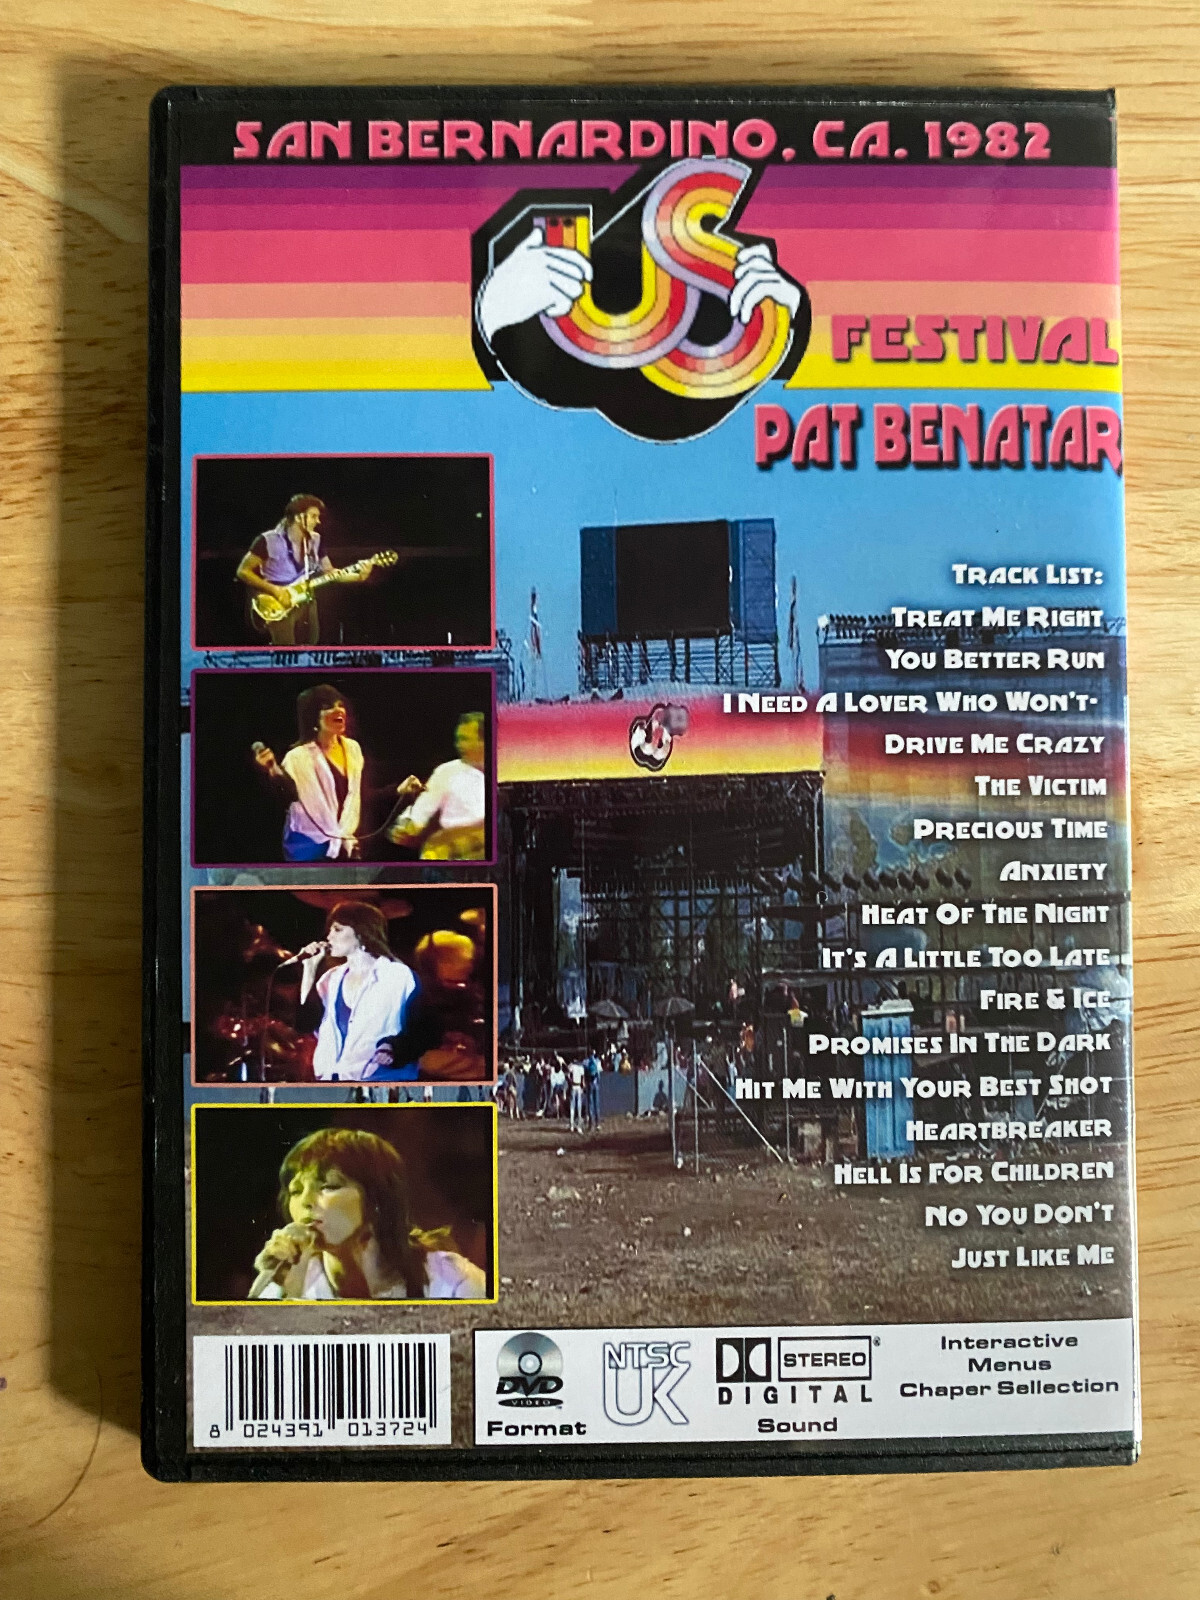 SAN BERNARDINO, CA. 1982
US
FESTIVAL
PAT BENATAR
TRACK LIST:
TREAT ME RIGHT
YOU BETTER RUN
I NEED A LOVER WHO WON'T-
DRIVE ME CRAZY
THE VICTIM
PRECIOUS TIME
ANXIETY
HEAT OF THE NIGHT
IT'S A LITTLE TOO LATE
FIRE & ICE
PROMISES IN THE DARK
HIT ME WITH YOUR BEST SHOT
HEARTBREAKER
HELL IS FOR CHILDREN
NO YOU DON'T
JUST LIKE ME
8 024391 013724
DVD
VIDEO™
Format
NTSC
UK
STEREO®
DIGITAL
Sound
Interactive
Menus
Chaper Sellection
US